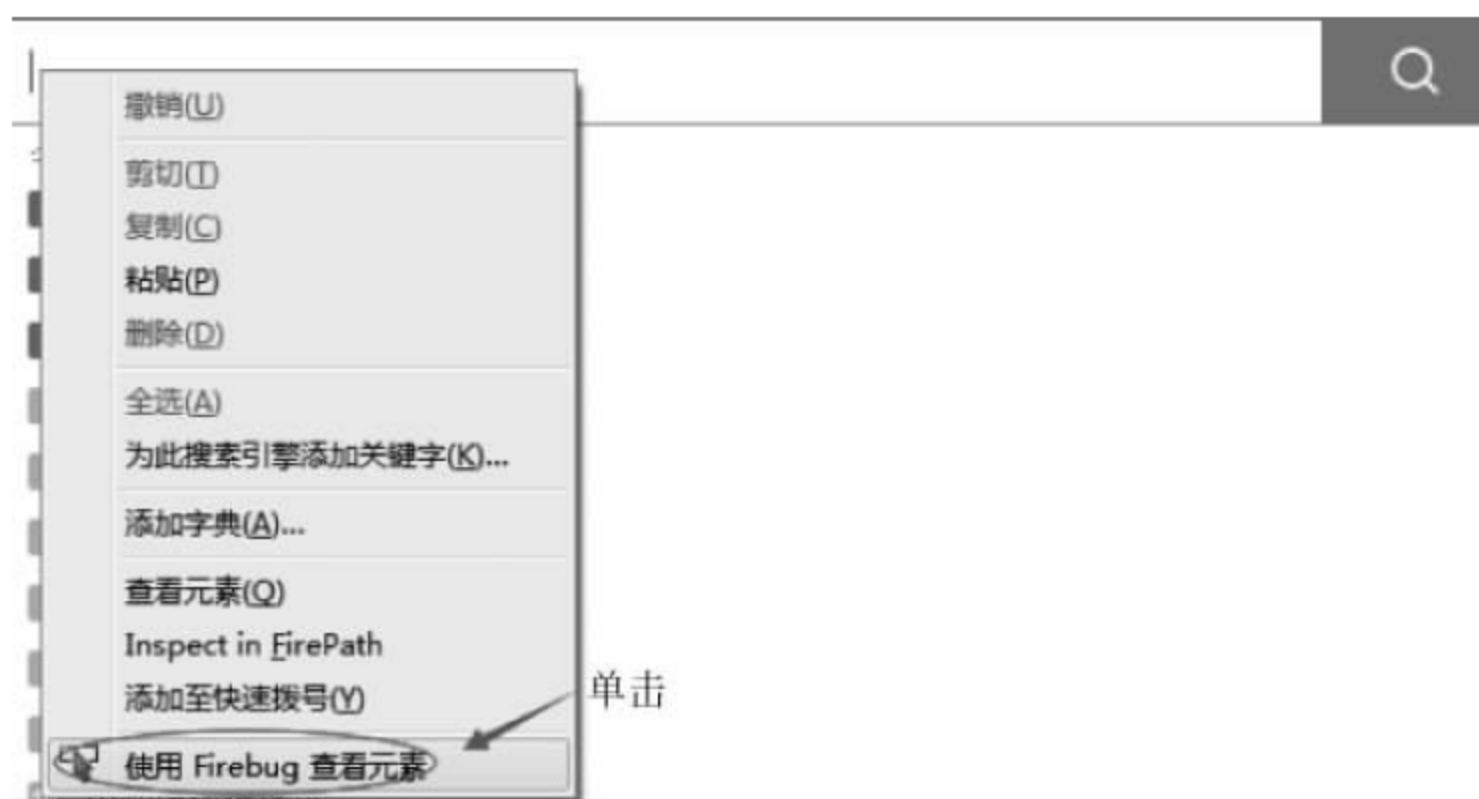 撤销(U)
剪切(T)
复制(C)
粘贴(P)
删除(D)
全选(A)
为此搜索引擎添加关键字(K)...
添加字典(A)...
查看元素(Q)
Inspect in FirePath
添加至快速拨号(Y)
单击
使用 Firebug 查看元素